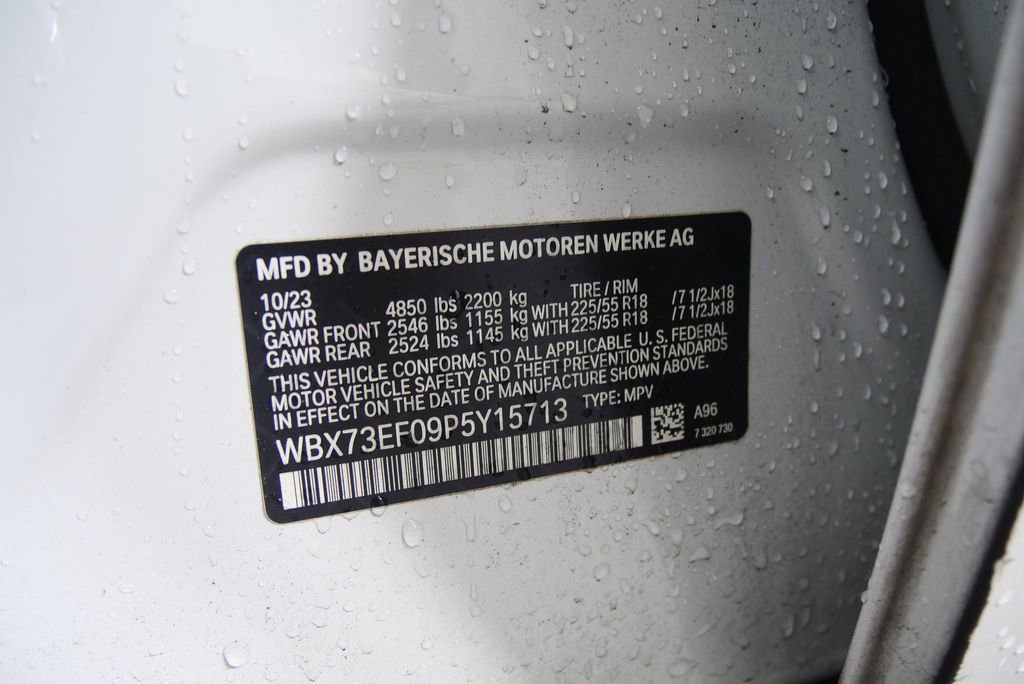 MFD BY BAYERISCHE MOTOREN WERKE AG
10/23 TIRE / RIM
GVWR 4850 lbs 2200 kg
GAWR FRONT 2546 lbs 1155 kg WITH 225/55 R18 /7 1/2Jx18
GAWR REAR 2524 lbs 1145 kg WITH 225/55 R18 /7 1/2Jx18
THIS VEHICLE CONFORMS TO ALL APPLICABLE U. S. FEDERAL
MOTOR VEHICLE SAFETY AND THEFT PREVENTION STANDARDS
IN EFFECT ON THE DATE OF MANUFACTURE SHOWN ABOVE.
WBX73EF09P5Y15713 TYPE: MPV
A96
7 320 730